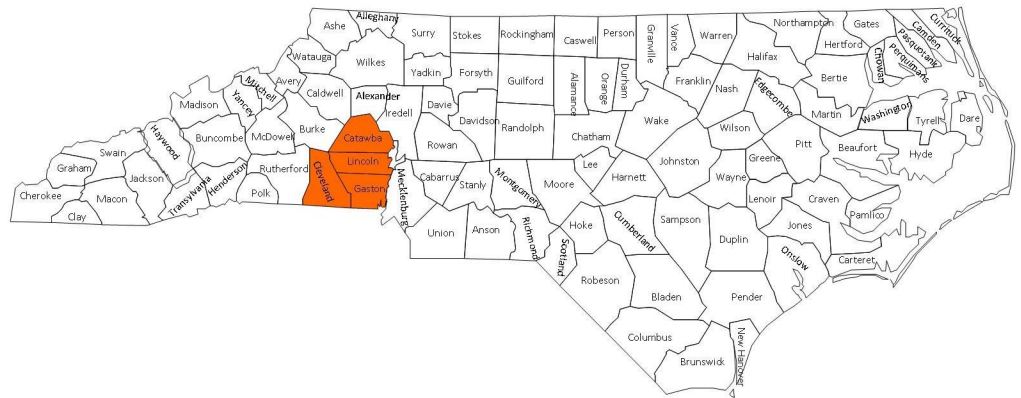 Ashe
Alleghany
Surry
Stokes
Rockingham
Caswell
Person
Granville
Vance
Warren
Northampton
Gates
Currituck
Camden
Pasquotank
Perquimans
Chowan
Hertford
Halifax
Watauga
Wilkes
Yadkin
Forsyth
Guilford
Alamance
Orange
Durham
Franklin
Nash
Edgecombe
Bertie
Martin
Washington
Tyrell
Dare
Madison
Yancey
Mitchell
Avery
Caldwell
Alexander
Iredell
Davie
Davidson
Randolph
Chatham
Wake
Wilson
Pitt
Beaufort
Hyde
Haywood
Buncombe
McDowell
Burke
Catawba
Rowan
Swain
Graham
Cherokee
Clay
Macon
Jackson
Transylvania
Henderson
Polk
Rutherford
Cleveland
Lincoln
Gaston
Mecklenburg
Cabarrus
Stanly
Montgomery
Moore
Lee
Harnett
Johnston
Wayne
Greene
Lenoir
Craven
Pamlico
Jones
Carteret
Onslow
Union
Anson
Richmond
Scotland
Hoke
Cumberland
Sampson
Duplin
Robeson
Bladen
Pender
Columbus
Brunswick
New Hanover